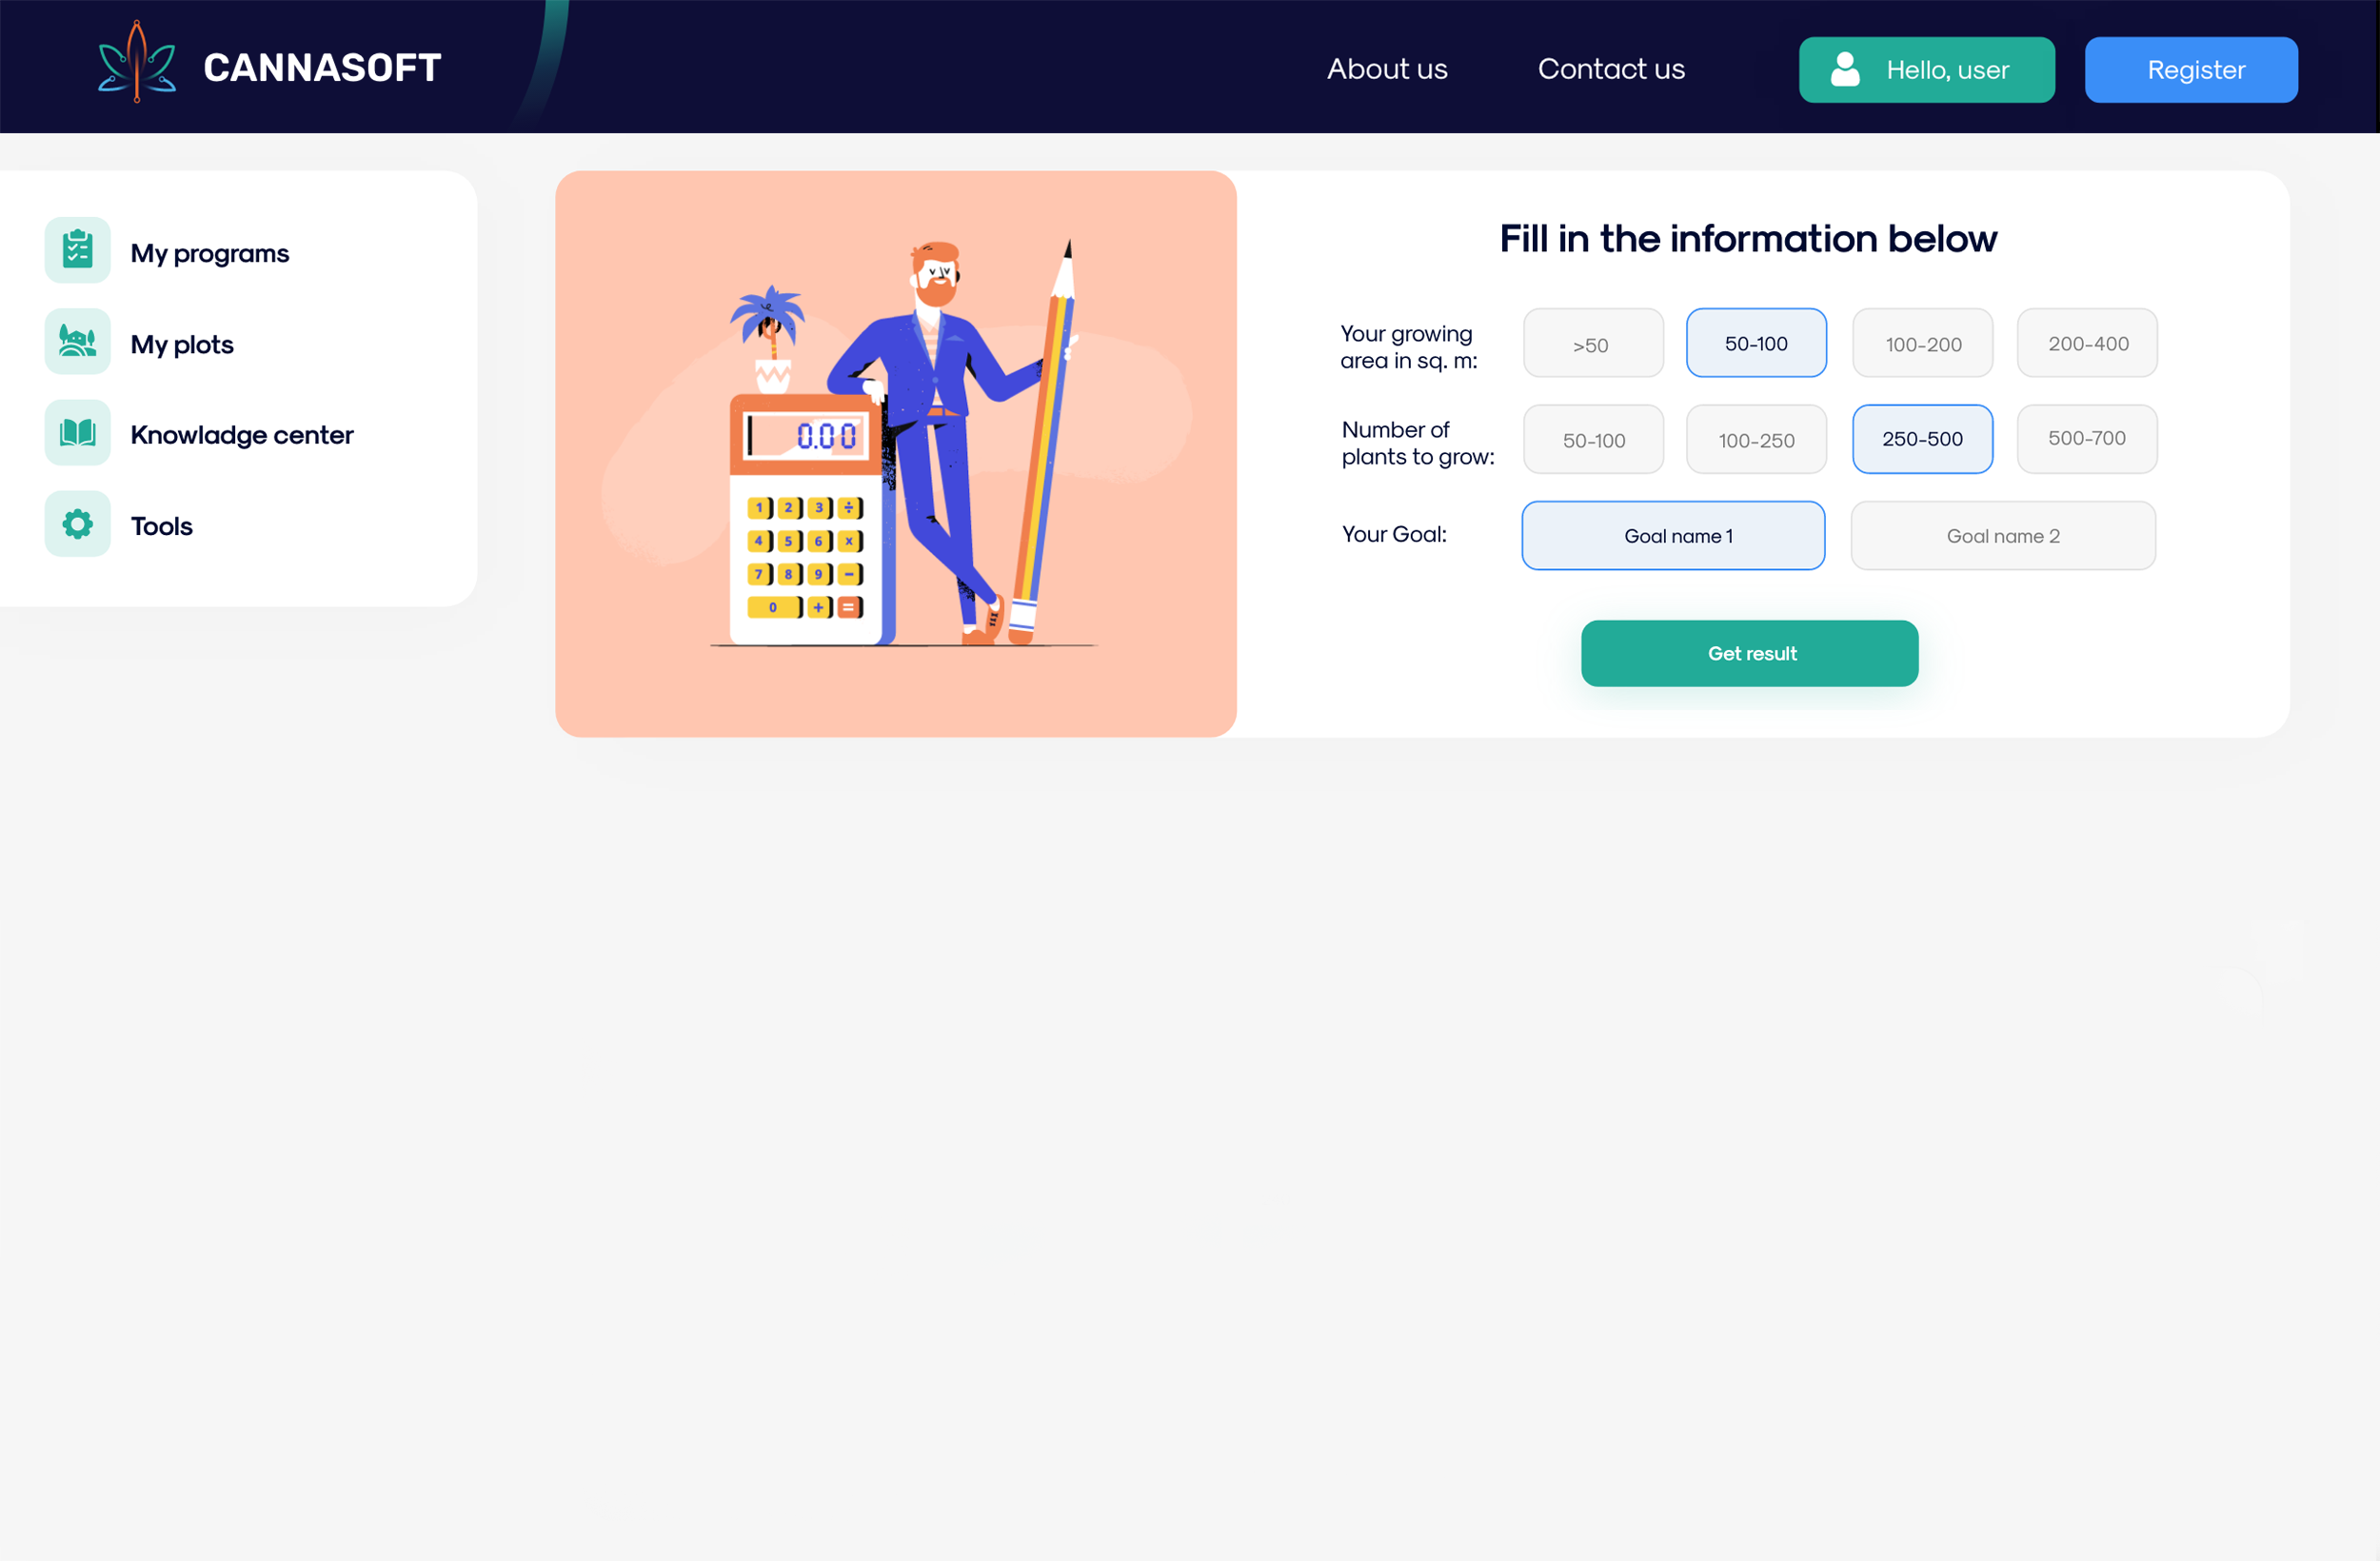 CANNASOFT
About us
Contact us
Hello, user
Register
My programs
My plots
Knowladge center
Tools
0.00
1 2 3 ÷
4 5 6 x
7 8 9 −
0 + =
Fill in the information below
Your growing
area in sq. m:
>50
50-100
100-200
200-400
Number of
plants to grow:
50-100
100-250
250-500
500-700
Your Goal:
Goal name 1
Goal name 2
Get result